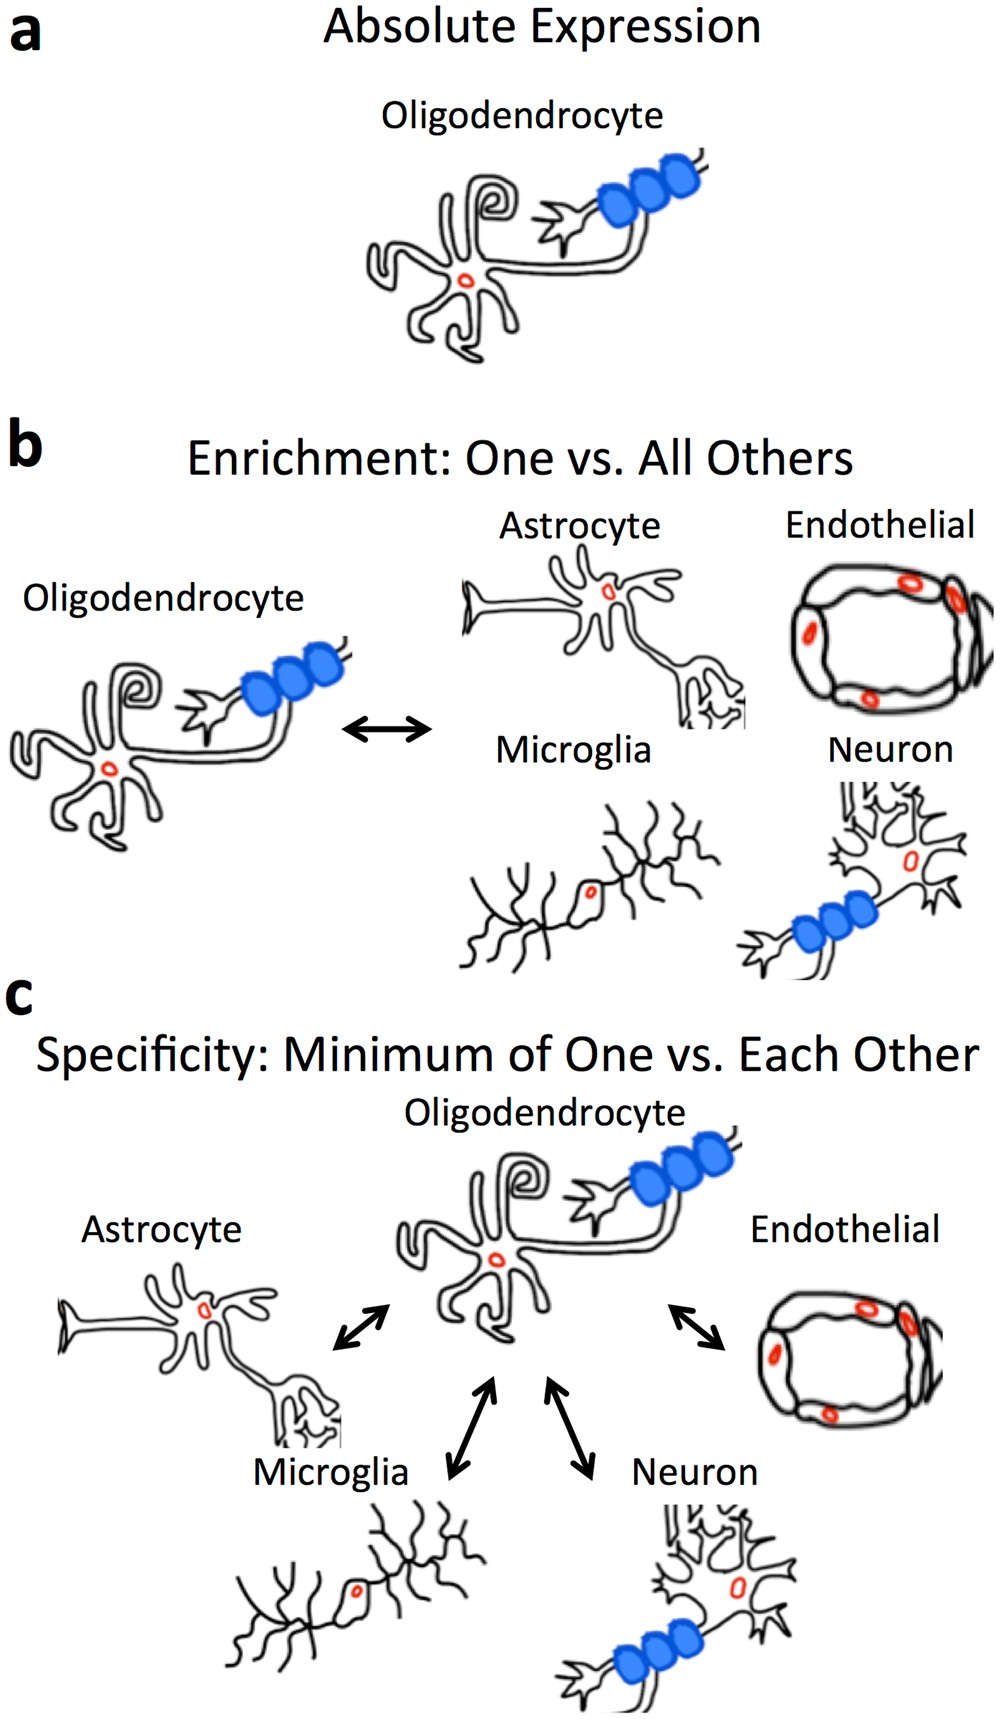 a
Absolute Expression
Oligodendrocyte
b
Enrichment: One vs. All Others
Astrocyte
Endothelial
Oligodendrocyte
Microglia
Neuron
c
Specificity: Minimum of One vs. Each Other
Oligodendrocyte
Astrocyte
Endothelial
Microglia
Neuron